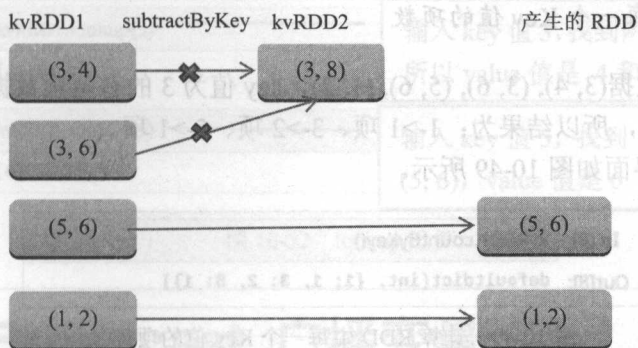 kvRDD1 subtractByKey kvRDD2 产生的 RDD
(3, 4) (3, 8)
(3, 6)
(5, 6) (5, 6)
(1, 2) (1,2)